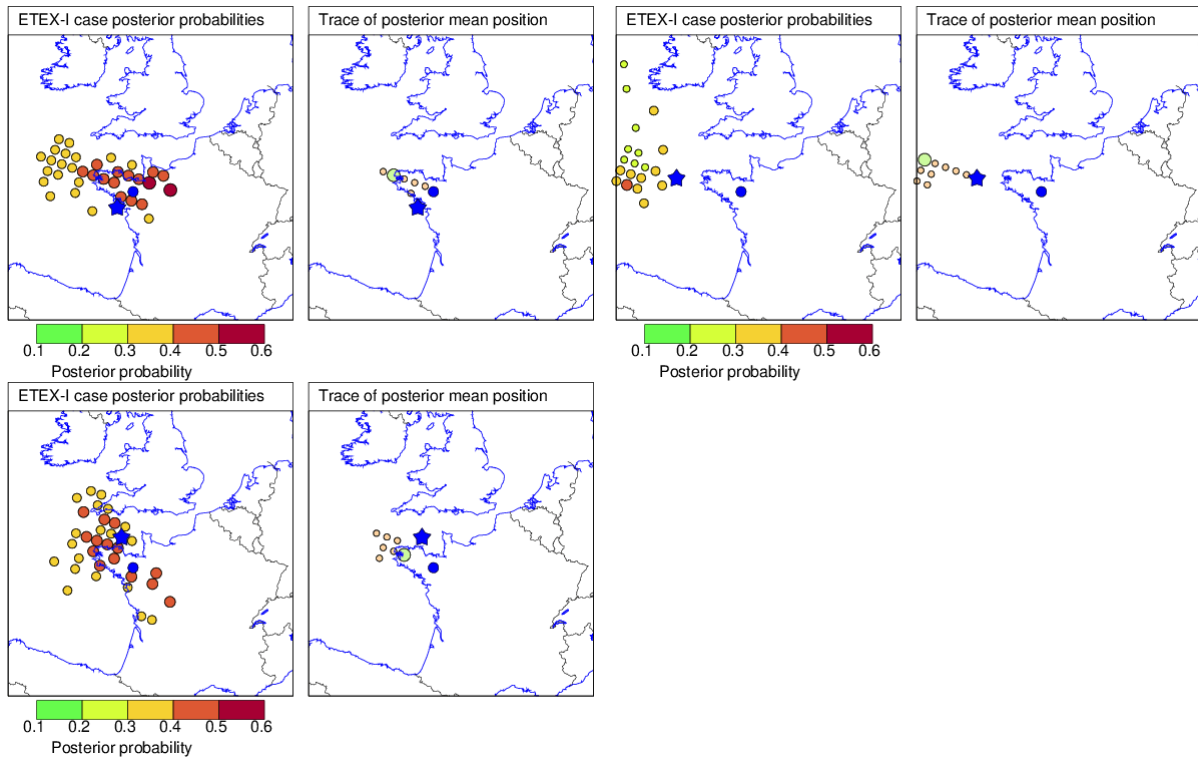 ETEX-I case posterior probabilities
Trace of posterior mean position
ETEX-I case posterior probabilities
Trace of posterior mean position
0.1 0.2 0.3 0.4 0.5 0.6
Posterior probability
0.1 0.2 0.3 0.4 0.5 0.6
Posterior probability
ETEX-I case posterior probabilities
Trace of posterior mean position
0.1 0.2 0.3 0.4 0.5 0.6
Posterior probability